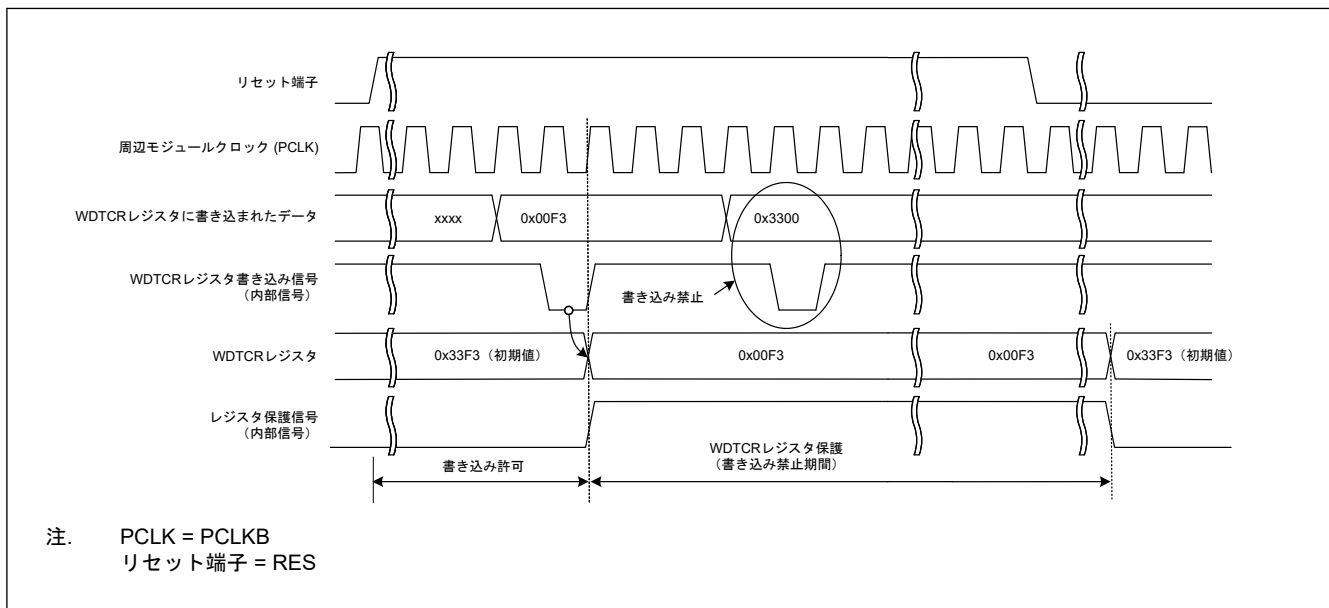 リセット端子
周辺モジュールクロック (PCLK)
WDTCRレジスタに書き込まれたデータ
xxxx
0x00F3
0x3300
WDTCRレジスタ書き込み信号
（内部信号）
書き込み禁止
WDTCRレジスタ
0x33F3（初期値）
0x00F3
0x00F3
0x33F3（初期値）
レジスタ保護信号
（内部信号）
書き込み許可
WDTCRレジスタ保護
（書き込み禁止期間）
注. PCLK = PCLKB
リセット端子 = RES